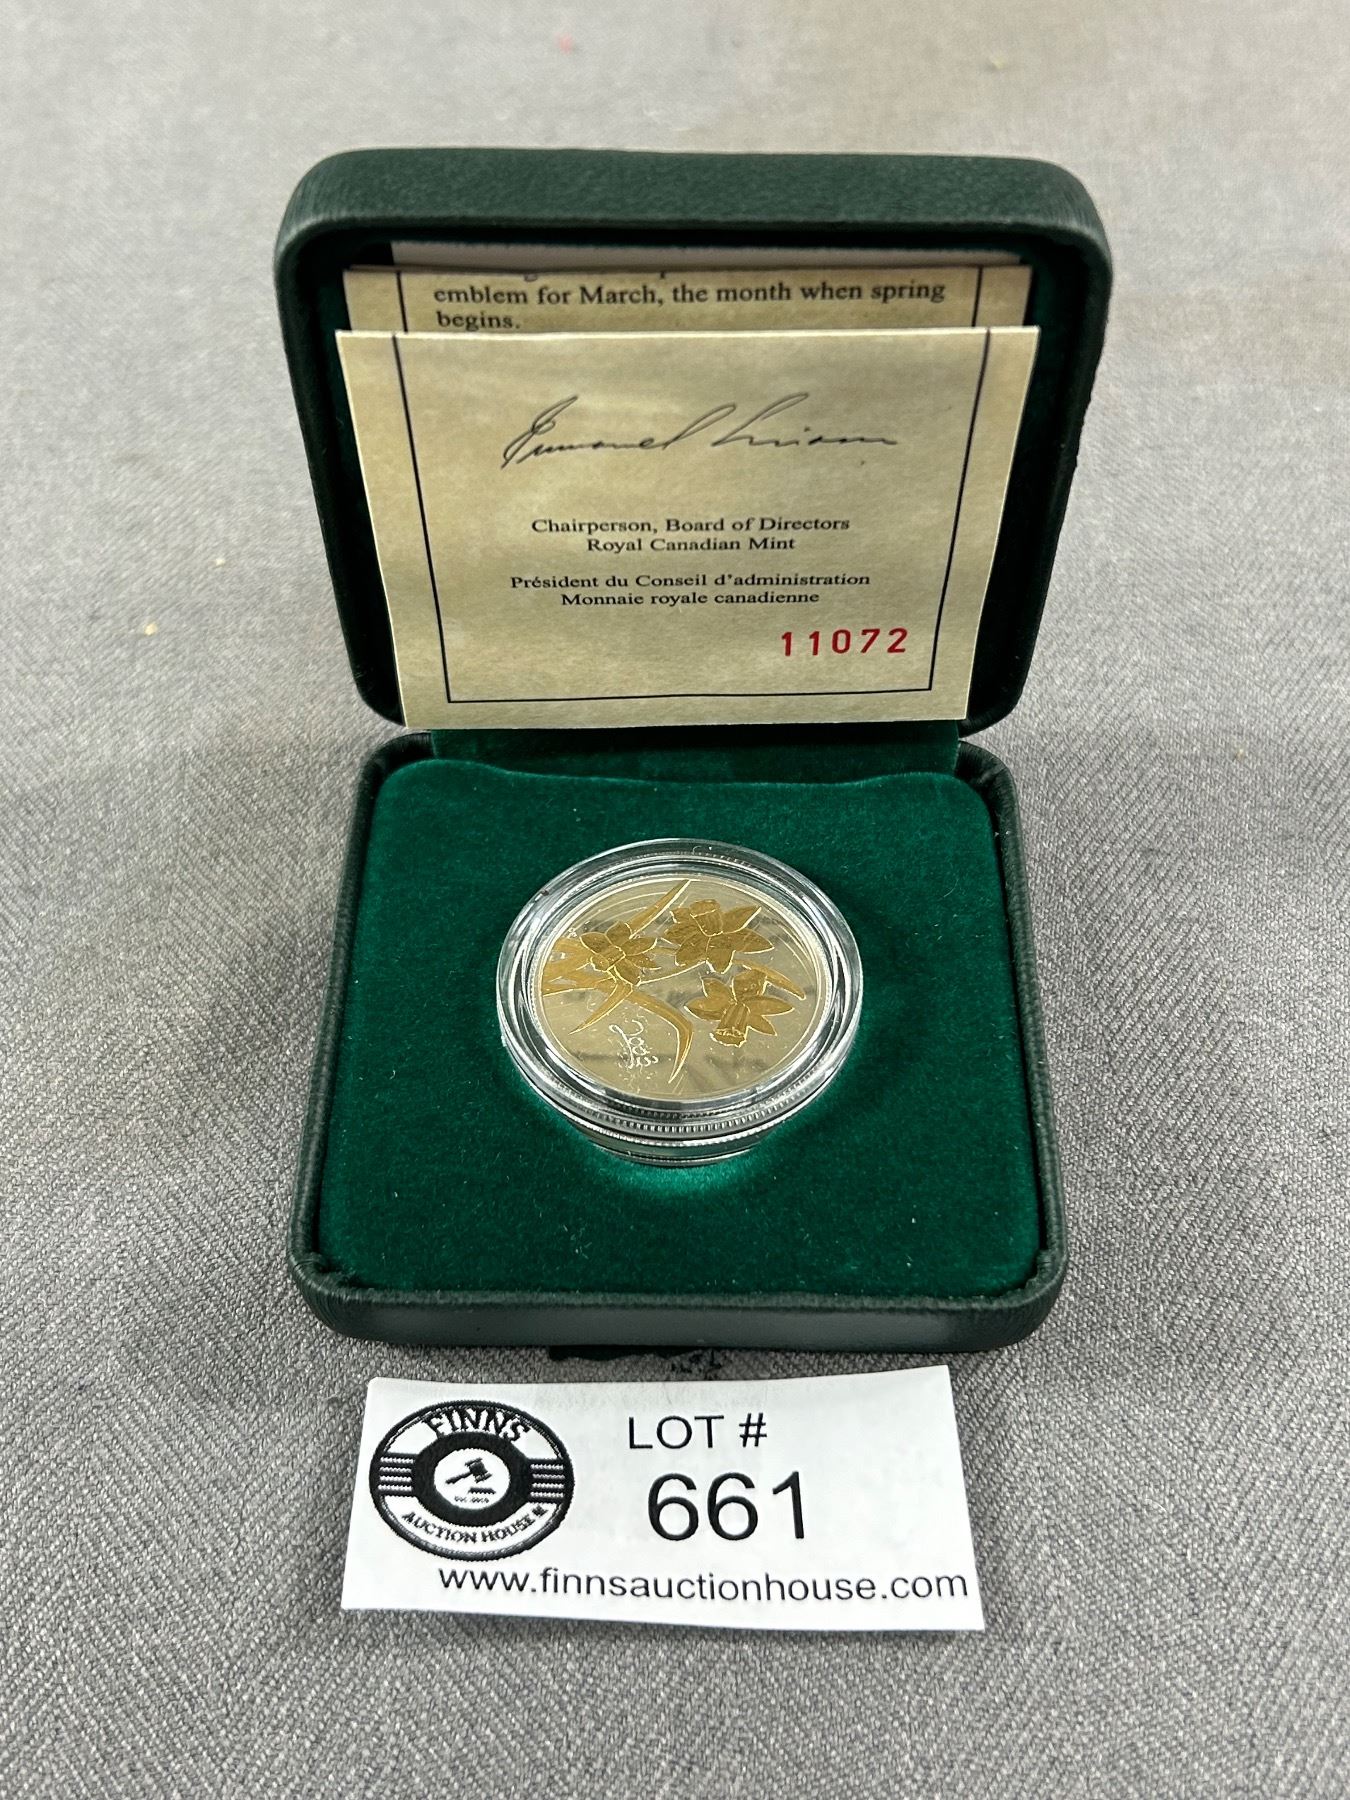 emblem for March, the month when spring
begins.
Chairperson, Board of Directors
Royal Canadian Mint
Président du Conseil d'administration
Monnaie royale canadienne
11072
FINNS
AUCTION HOUSE
LOT #
661
www.finnsauctionhouse.com